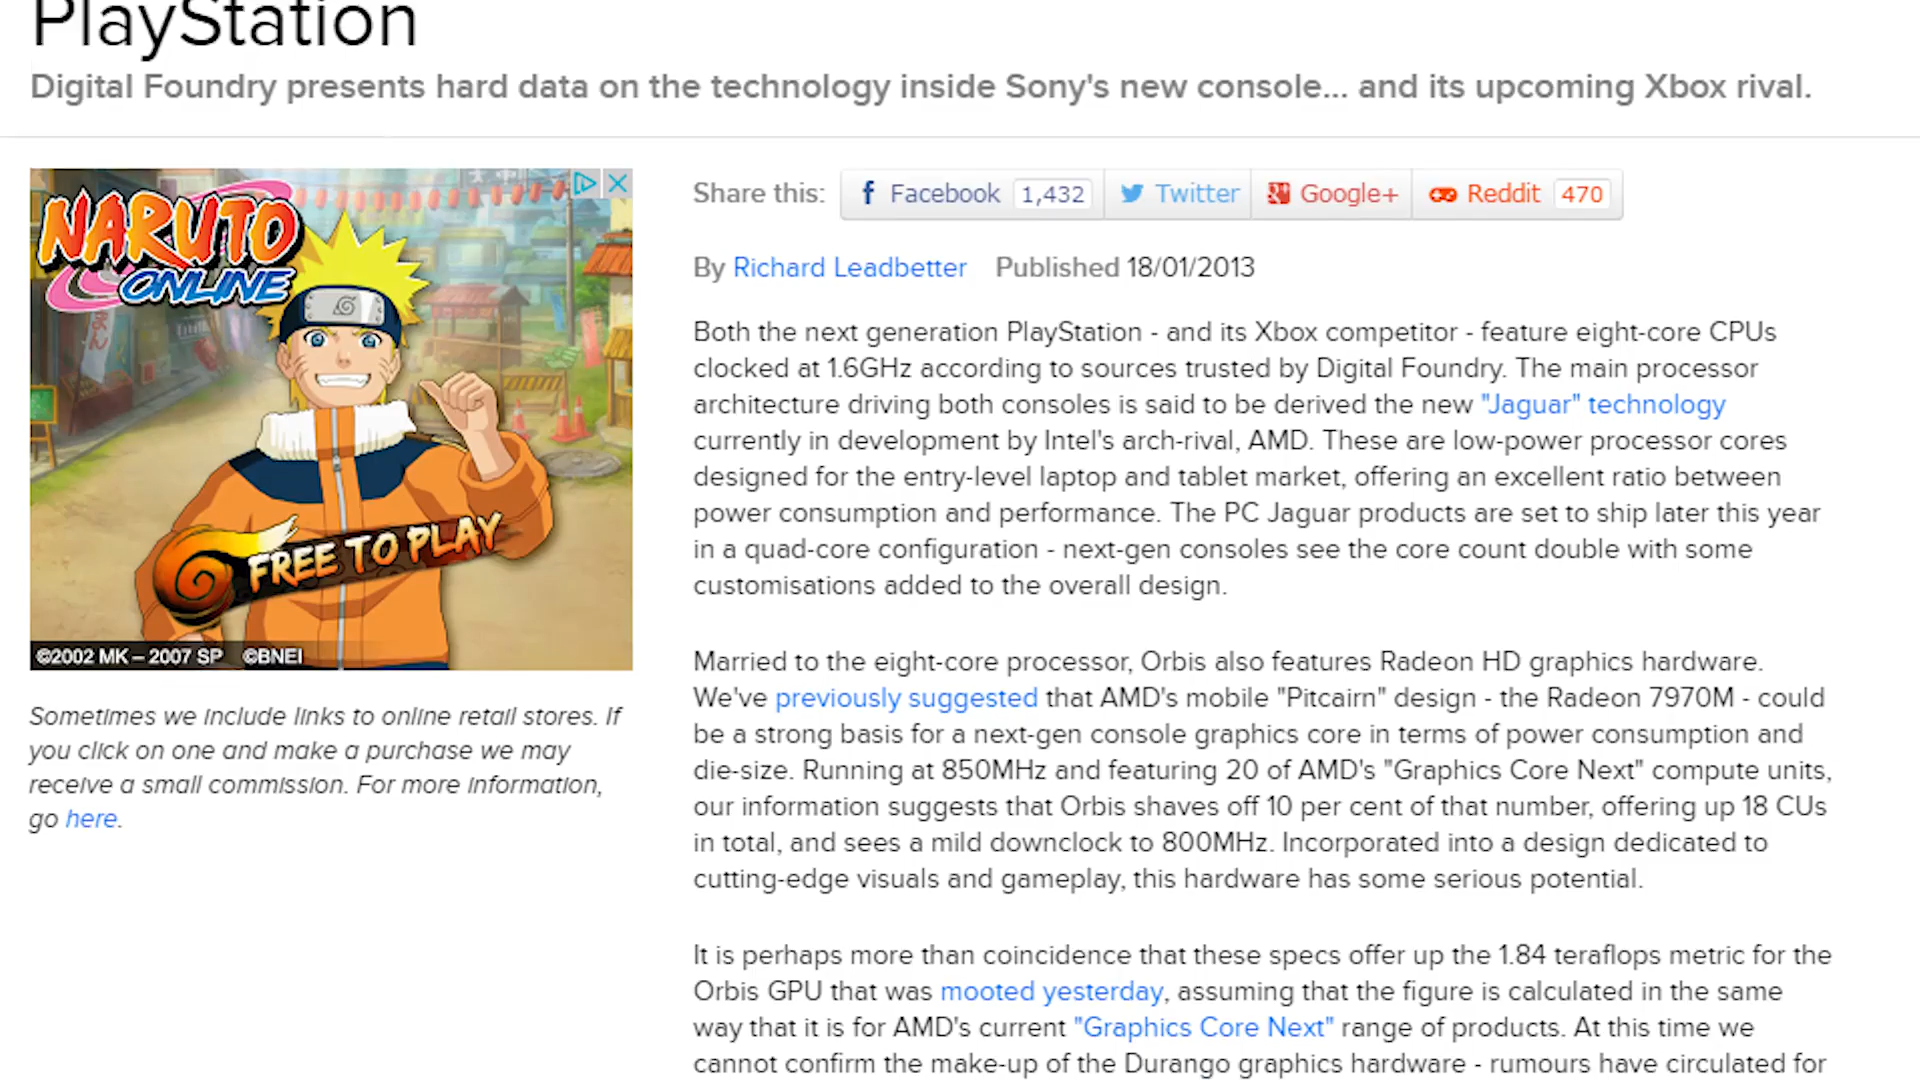 PlayStation
Digital Foundry presents hard data on the technology inside Sony's new console... and its upcoming Xbox rival.
NARUTO
ONLINE
FREE TO PLAY
©2002 MK – 2007 SP ©BNEI
Sometimes we include links to online retail stores. If
you click on one and make a purchase we may
receive a small commission. For more information,
go here.
Share this: Facebook 1,432 Twitter Google+ Reddit 470
By Richard Leadbetter Published 18/01/2013
Both the next generation PlayStation - and its Xbox competitor - feature eight-core CPUs
clocked at 1.6GHz according to sources trusted by Digital Foundry. The main processor
architecture driving both consoles is said to be derived the new "Jaguar" technology
currently in development by Intel's arch-rival, AMD. These are low-power processor cores
designed for the entry-level laptop and tablet market, offering an excellent ratio between
power consumption and performance. The PC Jaguar products are set to ship later this year
in a quad-core configuration - next-gen consoles see the core count double with some
customisations added to the overall design.
Married to the eight-core processor, Orbis also features Radeon HD graphics hardware.
We've previously suggested that AMD's mobile "Pitcairn" design - the Radeon 7970M - could
be a strong basis for a next-gen console graphics core in terms of power consumption and
die-size. Running at 850MHz and featuring 20 of AMD's "Graphics Core Next" compute units,
our information suggests that Orbis shaves off 10 per cent of that number, offering up 18 CUs
in total, and sees a mild downclock to 800MHz. Incorporated into a design dedicated to
cutting-edge visuals and gameplay, this hardware has some serious potential.
It is perhaps more than coincidence that these specs offer up the 1.84 teraflops metric for the
Orbis GPU that was mooted yesterday, assuming that the figure is calculated in the same
way that it is for AMD's current "Graphics Core Next" range of products. At this time we
cannot confirm the make-up of the Durango graphics hardware - rumours have circulated for